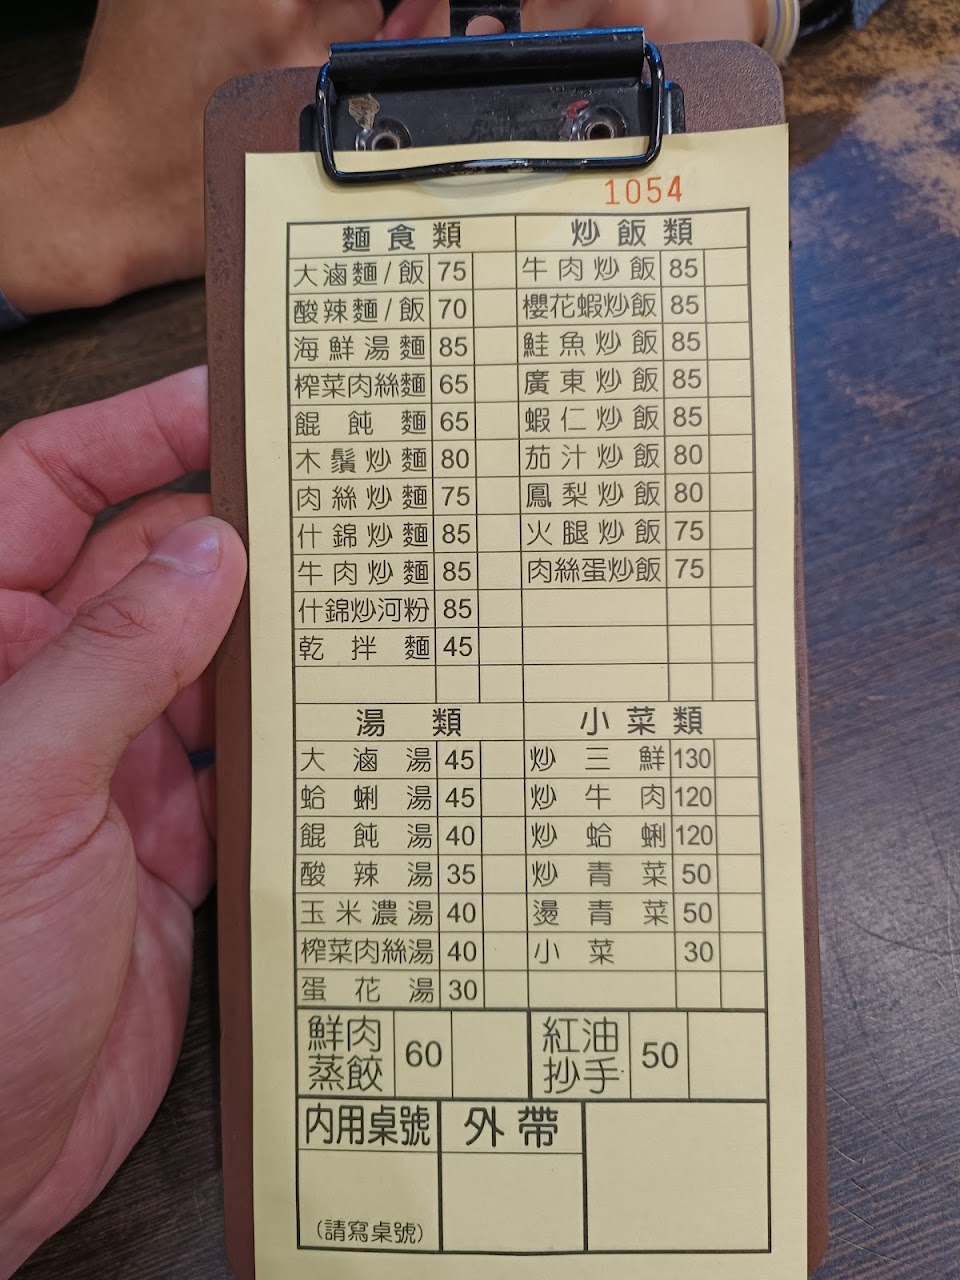 1054
麵食類 炒飯類
大滷麵/飯 75 牛肉炒飯 85
酸辣麵/飯 70 櫻花蝦炒飯 85
海鮮湯麵 85 鮭魚炒飯 85
榨菜肉絲麵 65 廣東炒飯 85
餛飩麵 65 蝦仁炒飯 85
木鬚炒麵 80 茄汁炒飯 80
肉絲炒麵 75 鳳梨炒飯 80
什錦炒麵 85 火腿炒飯 75
牛肉炒麵 85 肉絲蛋炒飯 75
什錦炒河粉 85
乾拌麵 45
湯類 小菜類
大滷湯 45 炒三鮮 130
蛤蜊湯 45 炒牛肉 120
餛飩湯 40 炒蛤蜊 120
酸辣湯 35 炒青菜 50
玉米濃湯 40 燙青菜 50
榨菜肉絲湯 40 小菜 30
蛋花湯 30
鮮肉蒸餃 60 紅油抄手 50
內用桌號 外帶
(請寫桌號)